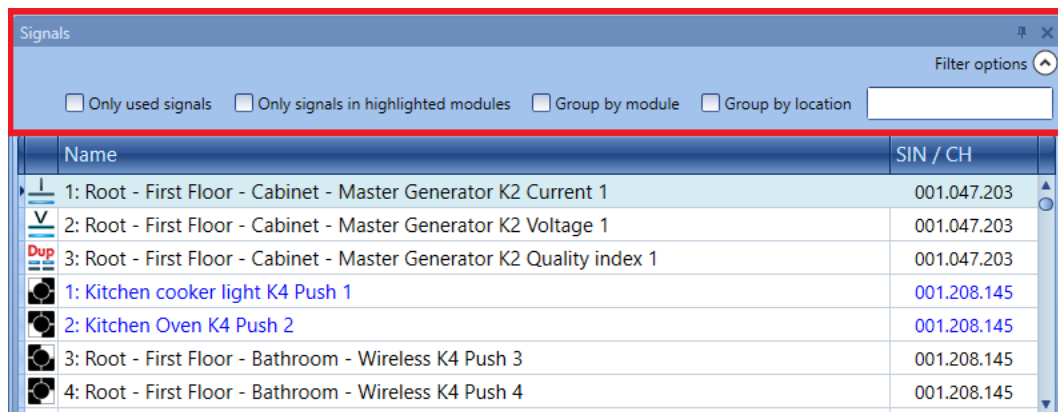 Signals
Filter options
Only used signals Only signals in highlighted modules Group by module Group by location
Name SIN / CH
1: Root - First Floor - Cabinet - Master Generator K2 Current 1 001.047.203
V 2: Root - First Floor - Cabinet - Master Generator K2 Voltage 1 001.047.203
Dup 3: Root - First Floor - Cabinet - Master Generator K2 Quality index 1 001.047.203
1: Kitchen cooker light K4 Push 1 001.208.145
2: Kitchen Oven K4 Push 2 001.208.145
3: Root - First Floor - Bathroom - Wireless K4 Push 3 001.208.145
4: Root - First Floor - Bathroom - Wireless K4 Push 4 001.208.145